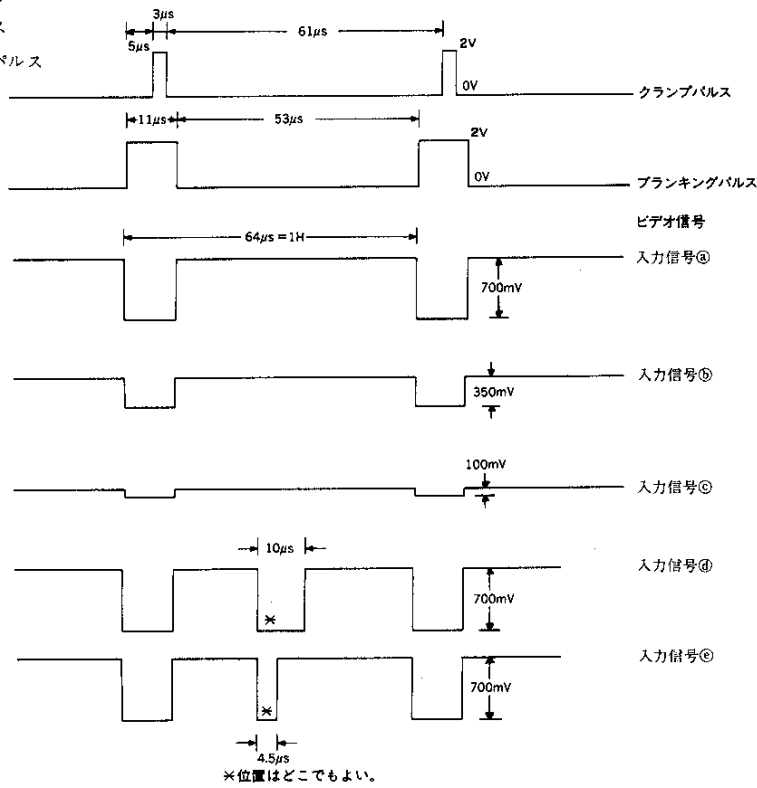 3μs
ス
61μs
5μs
2V
パルス
0V
クランプパルス
11μs
53μs
2V
0V
ブランキングパルス
ビデオ信号
64μs=1H
入力信号ⓐ
700mV
入力信号ⓑ
350mV
100mV
入力信号ⓒ
10μs
入力信号ⓓ
700mV
＊
入力信号ⓔ
700mV
＊
4.5μs
＊位置はどこでもよい。